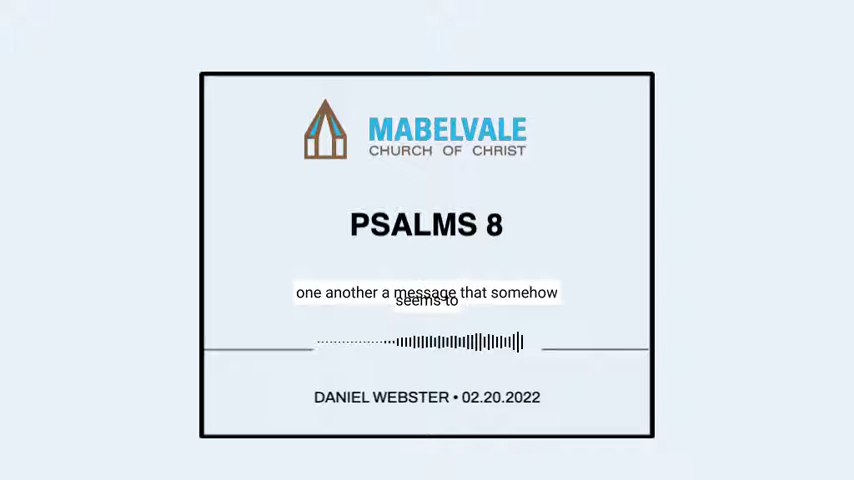 MABELVALE
CHURCH OF CHRIST
PSALMS 8
one another a message that somehow
seems to
DANIEL WEBSTER • 02.20.2022